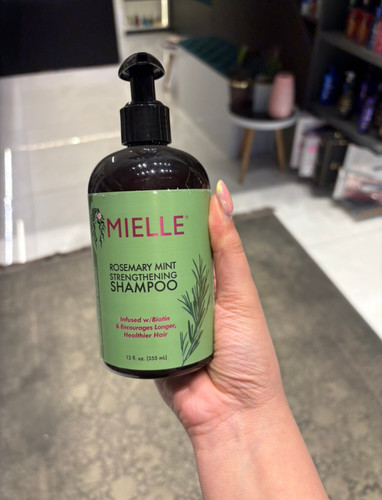 MIELLE®
ROSEMARY MINT
STRENGTHENING
SHAMPOO
Infused w/Biotin
& Encourages Longer,
Healthier Hair
12 fl. oz. (355 mL)